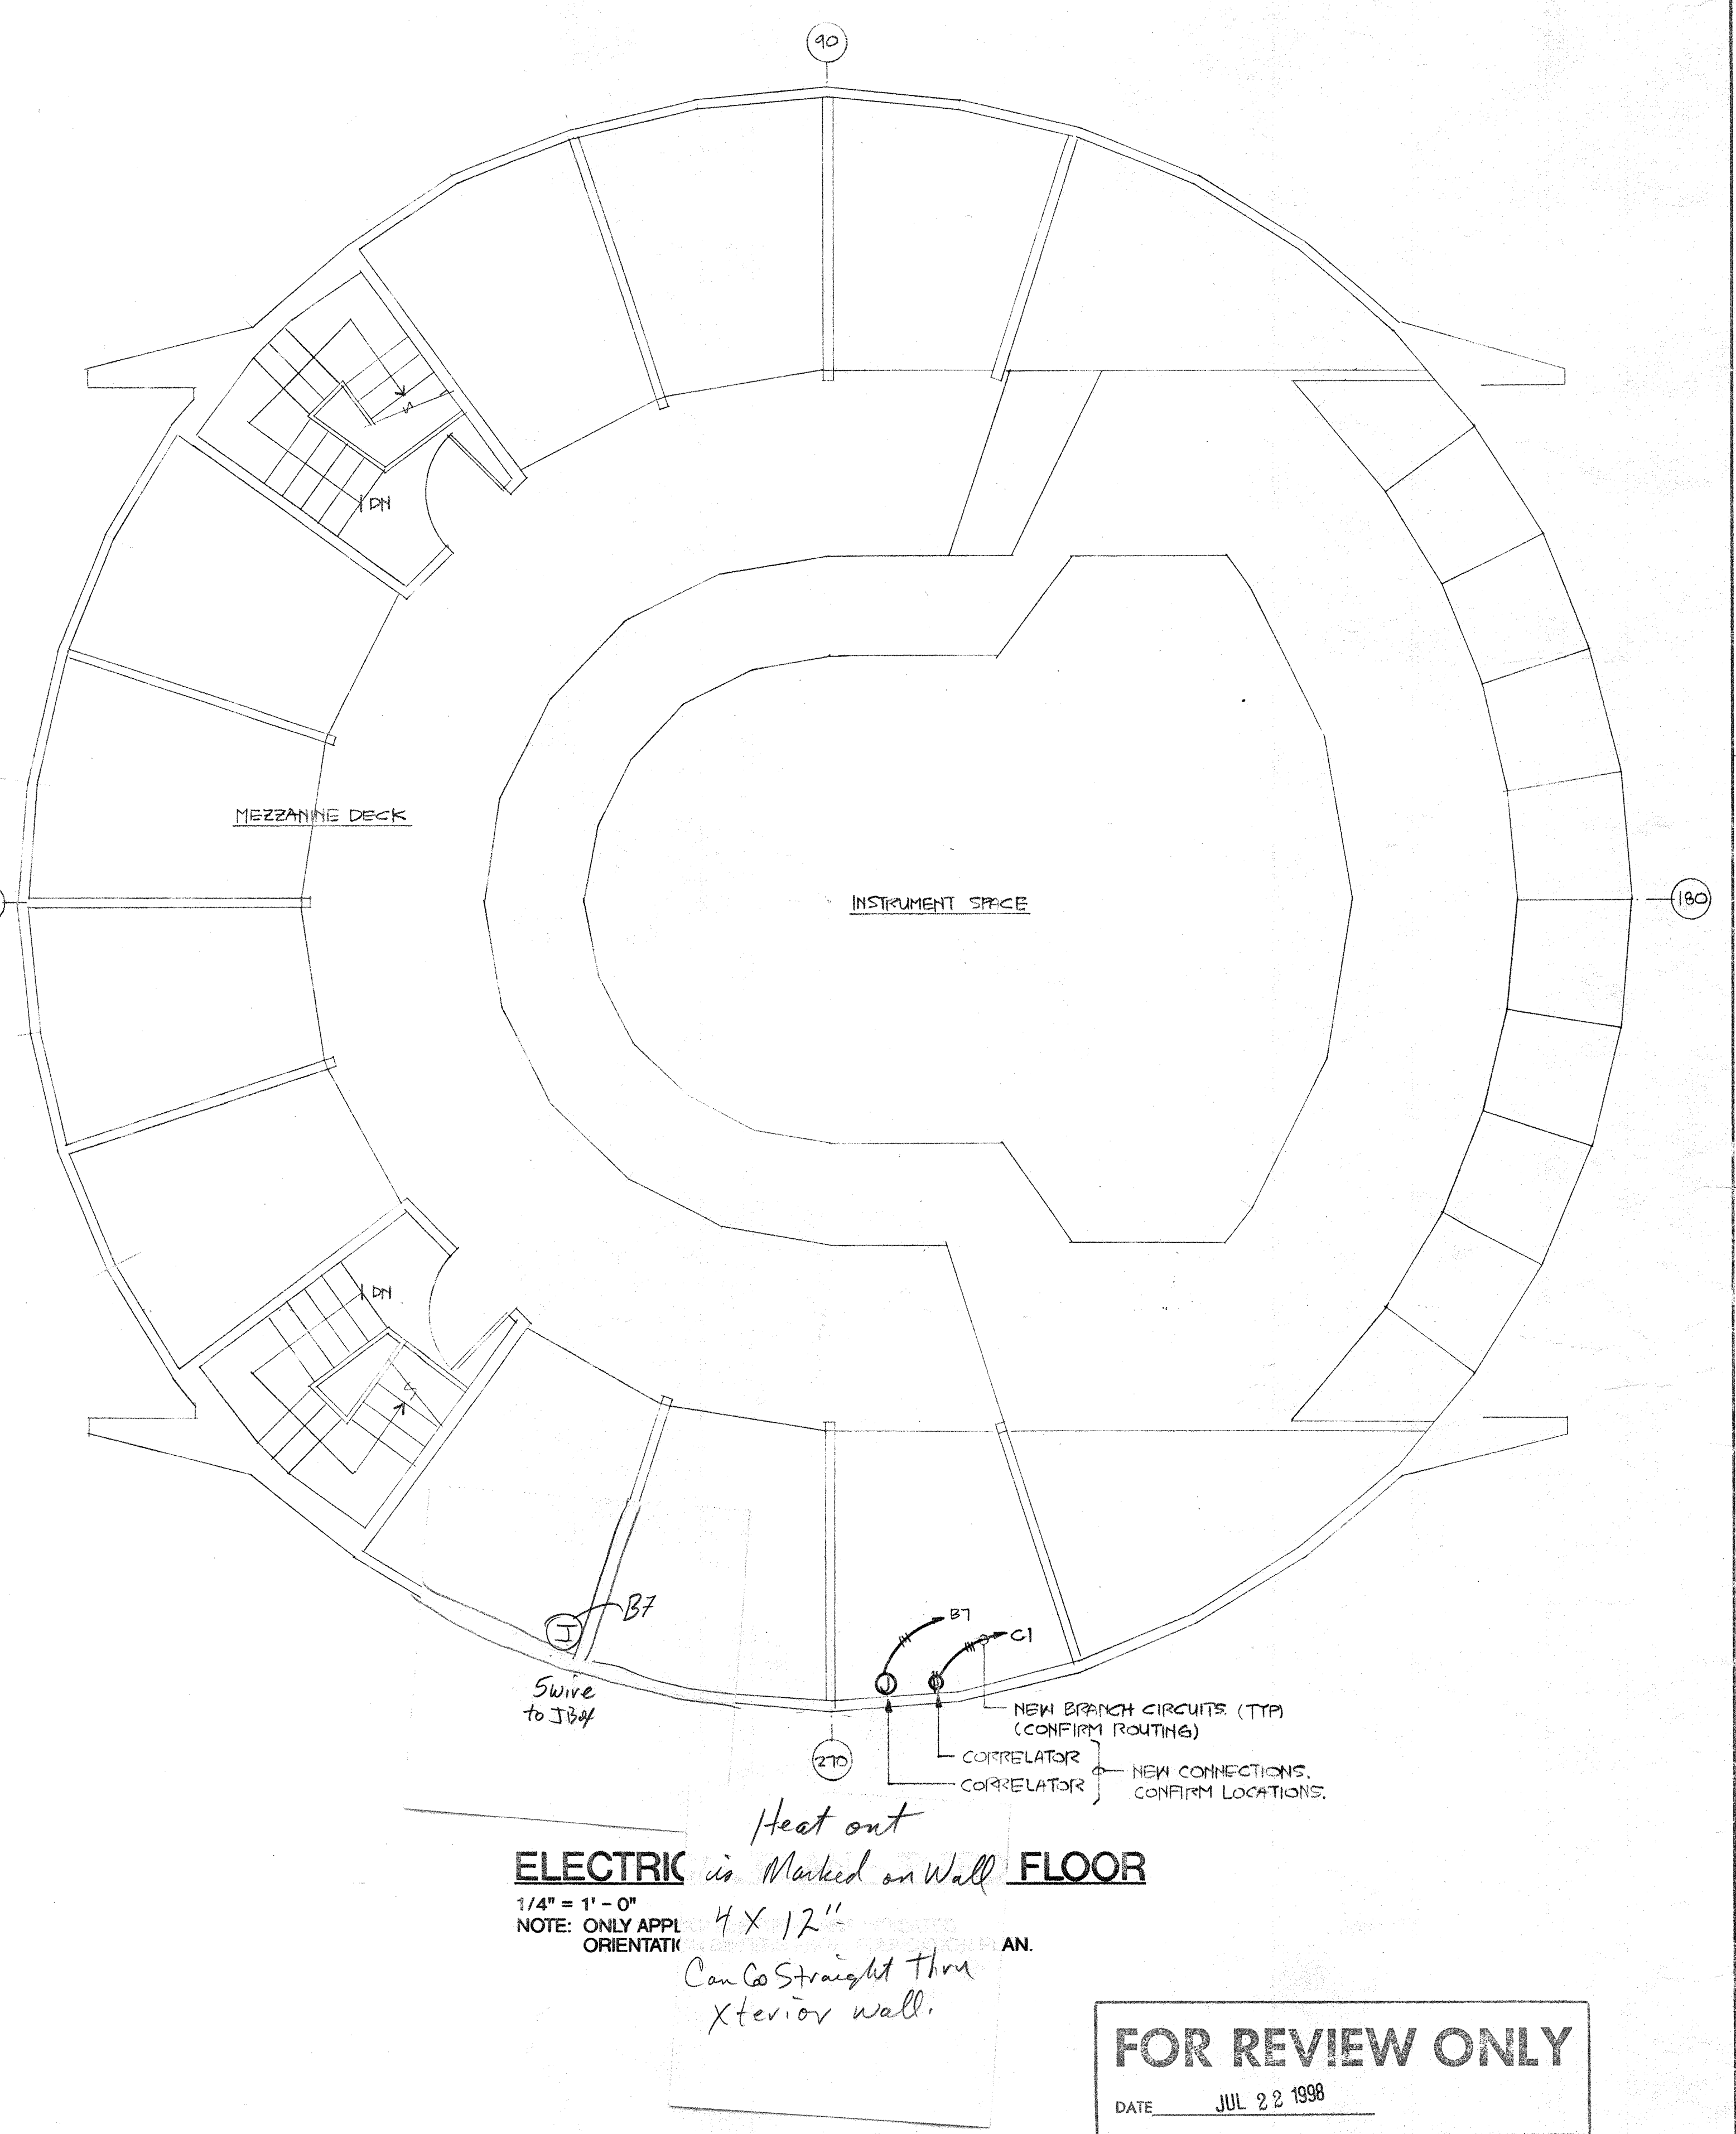 90
DN
MEZZANINE DECK
INSTRUMENT SPACE
180
DN
B7
J
5 wire
to JBox
B7
C1
J
NEW BRANCH CIRCUITS. (TYP)
(CONFIRM ROUTING)
270
CORRELATOR
CORRELATOR
NEW CONNECTIONS.
CONFIRM LOCATIONS.
Heat out
ELECTRIC is Marked on Wall FLOOR
1/4" = 1' - 0"
4 X 12"
NOTE: ONLY APPL
ORIENTATI AN.
Can Go Straight Thru
Xterior wall.
FOR REVIEW ONLY
DATE JUL 22 1998